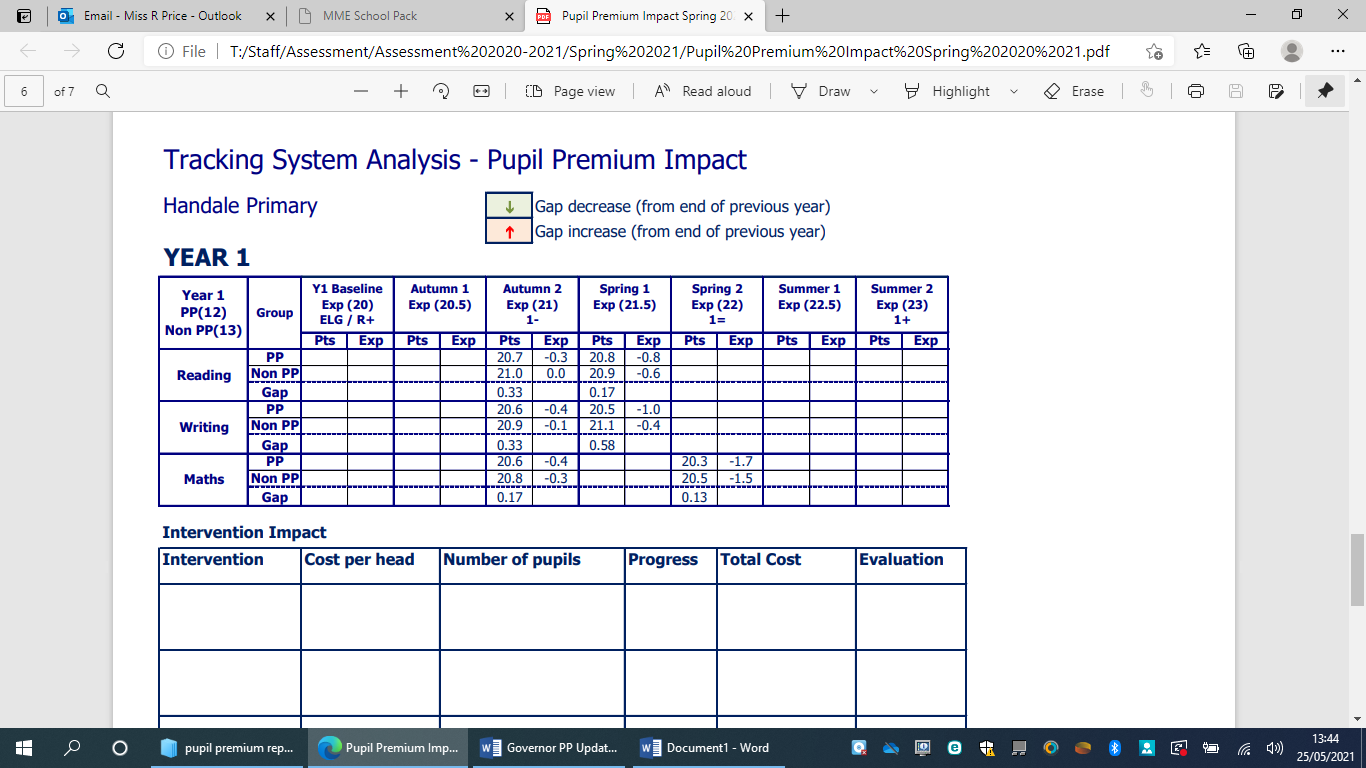 Email - Miss R Price - Outlook
MME School Pack
Pupil Premium Impact Spring 20
File T:/Staff/Assessment/Assessment%202020-2021/Spring%202021/Pupil%20Premium%20Impact%20Spring%202020%2021.pdf
6 of 7 Page view Read aloud Draw Highlight Erase
Tracking System Analysis - Pupil Premium Impact
Handale Primary
↓ Gap decrease (from end of previous year)
↑ Gap increase (from end of previous year)
YEAR 1
Year 1 PP(12) Non PP(13) Group Y1 Baseline Exp (20) ELG / R+ Autumn 1 Exp (20.5) Autumn 2 Exp (21) 1- Spring 1 Exp (21.5) Spring 2 Exp (22) 1= Summer 1 Exp (22.5) Summer 2 Exp (23) 1+
Pts Exp Pts Exp Pts Exp Pts Exp Pts Exp Pts Exp Pts Exp
Reading
PP 20.7 -0.3 20.8 -0.8
Non PP 21.0 0.0 20.9 -0.6
Gap 0.33 0.17
Writing
PP 20.6 -0.4 20.5 -1.0
Non PP 20.9 -0.1 21.1 -0.4
Gap 0.33 0.58
Maths
PP 20.6 -0.4 20.3 -1.7
Non PP 20.8 -0.3 20.5 -1.5
Gap 0.17 0.13
Intervention Impact
Intervention Cost per head Number of pupils Progress Total Cost Evaluation
pupil premium rep... Pupil Premium Imp... Governor PP Updat... Document1 - Word
13:44
25/05/2021